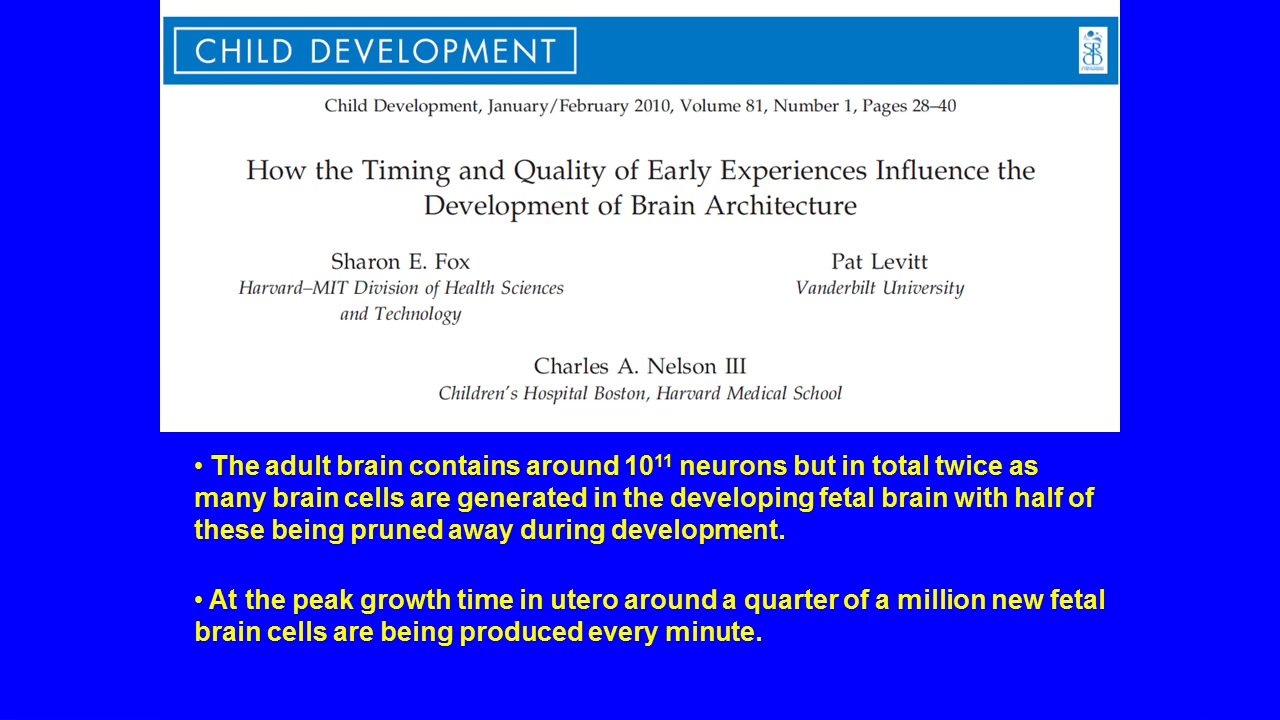 CHILD DEVELOPMENT
SRCD
Child Development, January/February 2010, Volume 81, Number 1, Pages 28–40
How the Timing and Quality of Early Experiences Influence the
Development of Brain Architecture
Sharon E. Fox
Harvard–MIT Division of Health Sciences
and Technology
Pat Levitt
Vanderbilt University
Charles A. Nelson III
Children's Hospital Boston, Harvard Medical School
• The adult brain contains around 10¹¹ neurons but in total twice as
many brain cells are generated in the developing fetal brain with half of
these being pruned away during development.
• At the peak growth time in utero around a quarter of a million new fetal
brain cells are being produced every minute.